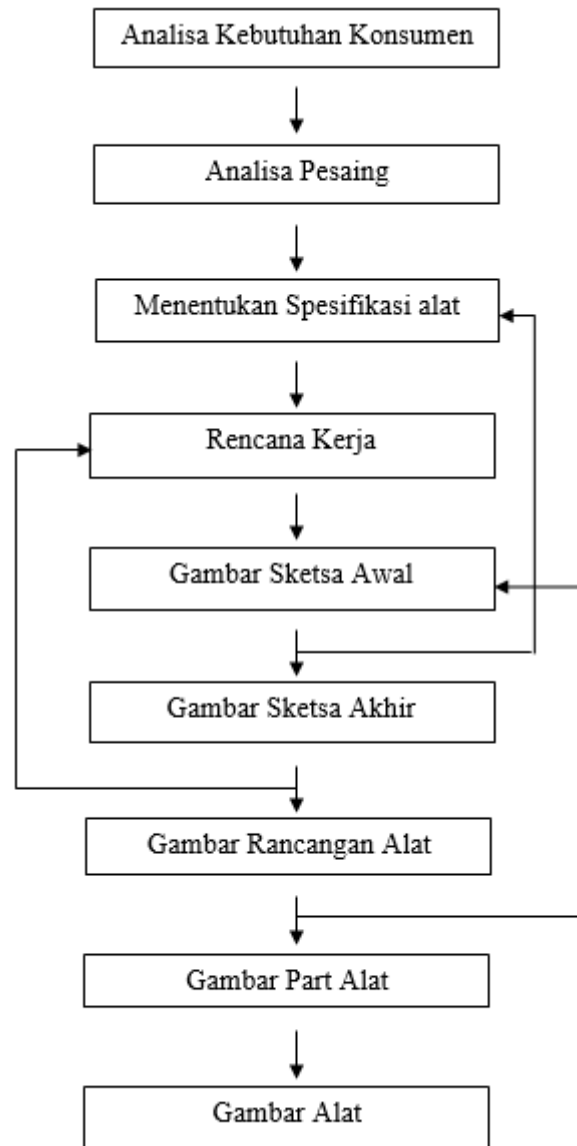 Analisa Kebutuhan Konsumen
Analisa Pesaing
Menentukan Spesifikasi alat
Rencana Kerja
Gambar Sketsa Awal
Gambar Sketsa Akhir
Gambar Rancangan Alat
Gambar Part Alat
Gambar Alat